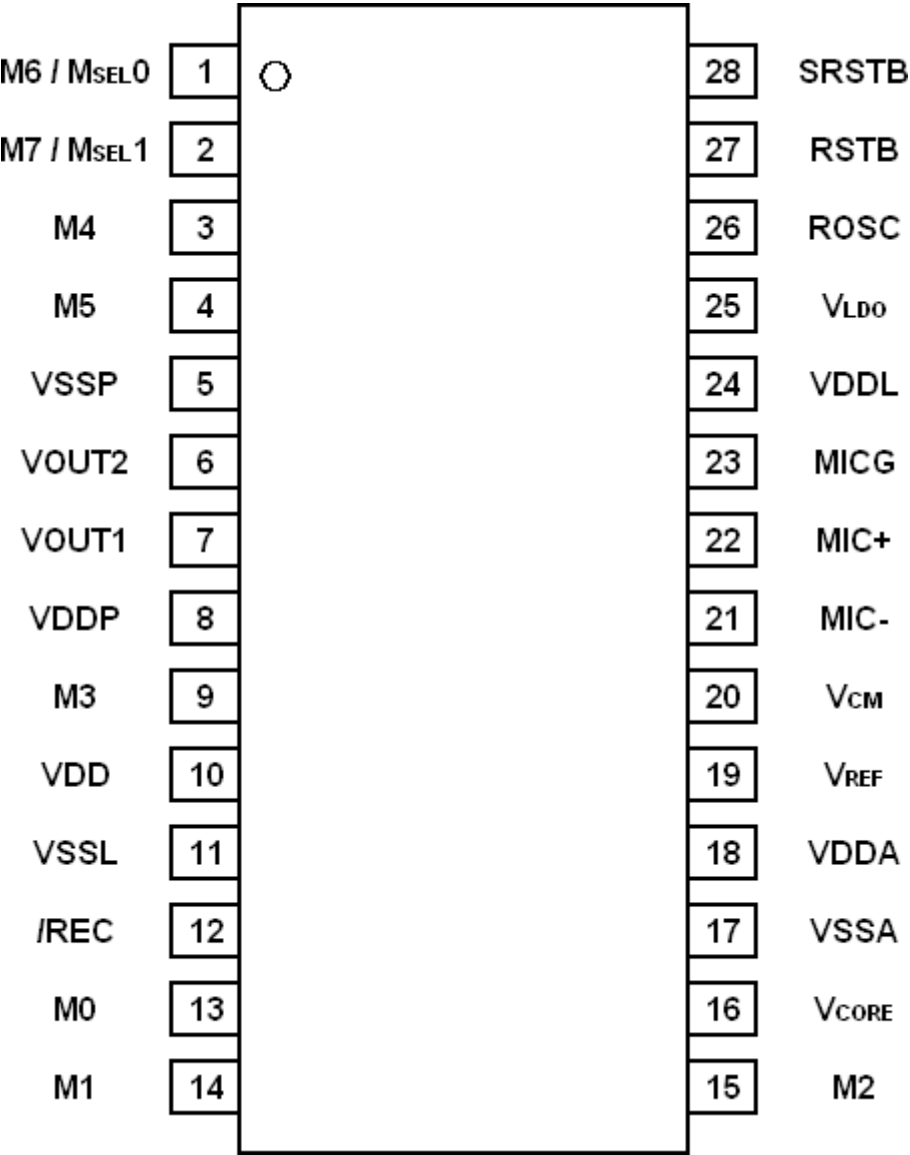 M6 / MSEL0 1 28 SRSTB
M7 / MSEL1 2 27 RSTB
M4 3 26 ROSC
M5 4 25 VLDO
VSSP 5 24 VDDL
VOUT2 6 23 MICG
VOUT1 7 22 MIC+
VDDP 8 21 MIC-
M3 9 20 VCM
VDD 10 19 VREF
VSSL 11 18 VDDA
/REC 12 17 VSSA
M0 13 16 VCORE
M1 14 15 M2